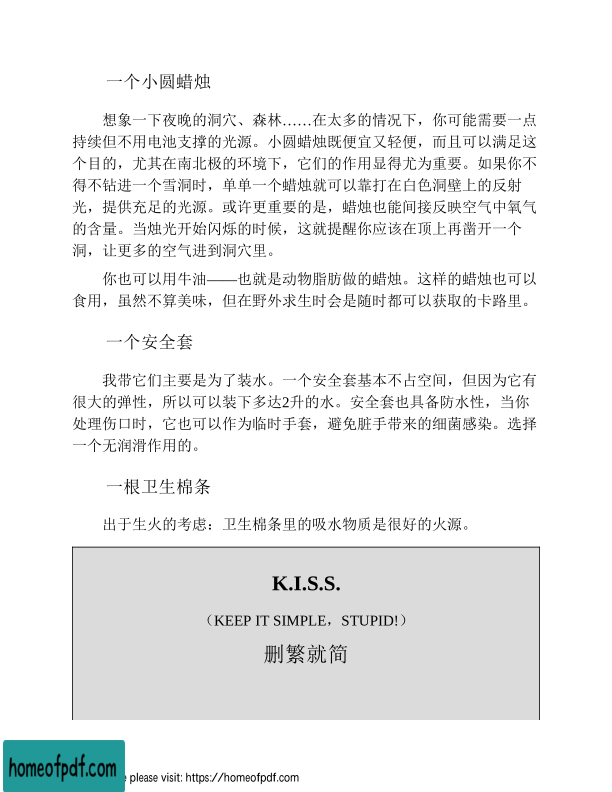 一个小圆蜡烛
想象一下夜晚的洞穴、森林……在太多的情况下，你可能需要一点
持续但不用电池支撑的光源。小圆蜡烛既便宜又轻便，而且可以满足这
个目的，尤其在南北极的环境下，它们的作用显得尤为重要。如果你不
得不钻进一个雪洞时，单单一个蜡烛就可以靠打在白色洞壁上的反射
光，提供充足的光源。或许更重要的是，蜡烛也能间接反映空气中氧气
的含量。当烛光开始闪烁的时候，这就提醒你应该在顶上再凿开一个
洞，让更多的空气进到洞穴里。
你也可以用牛油——也就是动物脂肪做的蜡烛。这样的蜡烛也可以
食用，虽然不算美味，但在野外求生时会是随时都可以获取的卡路里。
一个安全套
我带它们主要是为了装水。一个安全套基本不占空间，但因为它有
很大的弹性，所以可以装下多达2升的水。安全套也具备防水性，当你
处理伤口时，它也可以作为临时手套，避免脏手带来的细菌感染。选择
一个无润滑作用的。
一根卫生棉条
出于生火的考虑：卫生棉条里的吸水物质是很好的火源。
K.I.S.S.
（KEEP IT SIMPLE，STUPID!）
删繁就简
homeofpdf.com
e please visit: https://homeofpdf.com